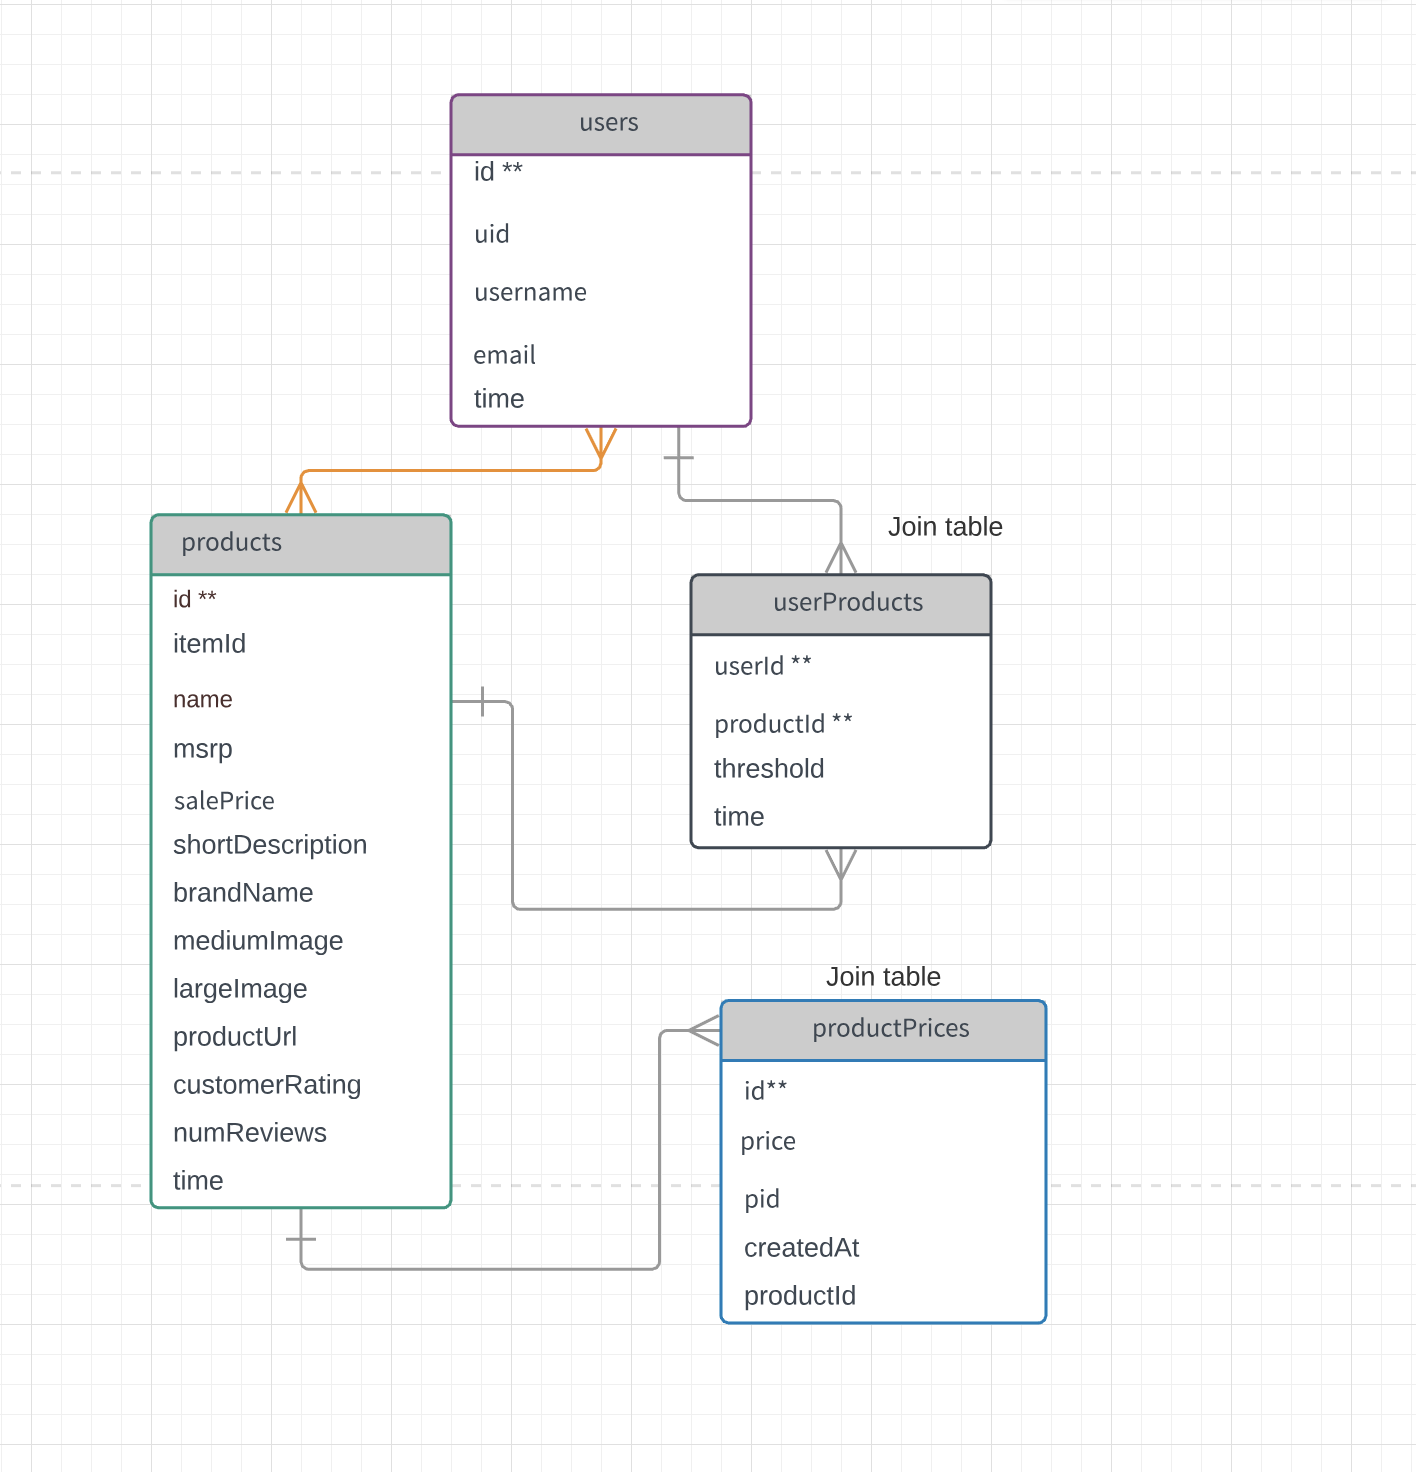 users
id **
uid
username
email
time
products
id **
itemId
name
msrp
salePrice
shortDescription
brandName
mediumImage
largeImage
productUrl
customerRating
numReviews
time
Join table
userProducts
userId **
productId **
threshold
time
Join table
productPrices
id**
price
pid
createdAt
productId